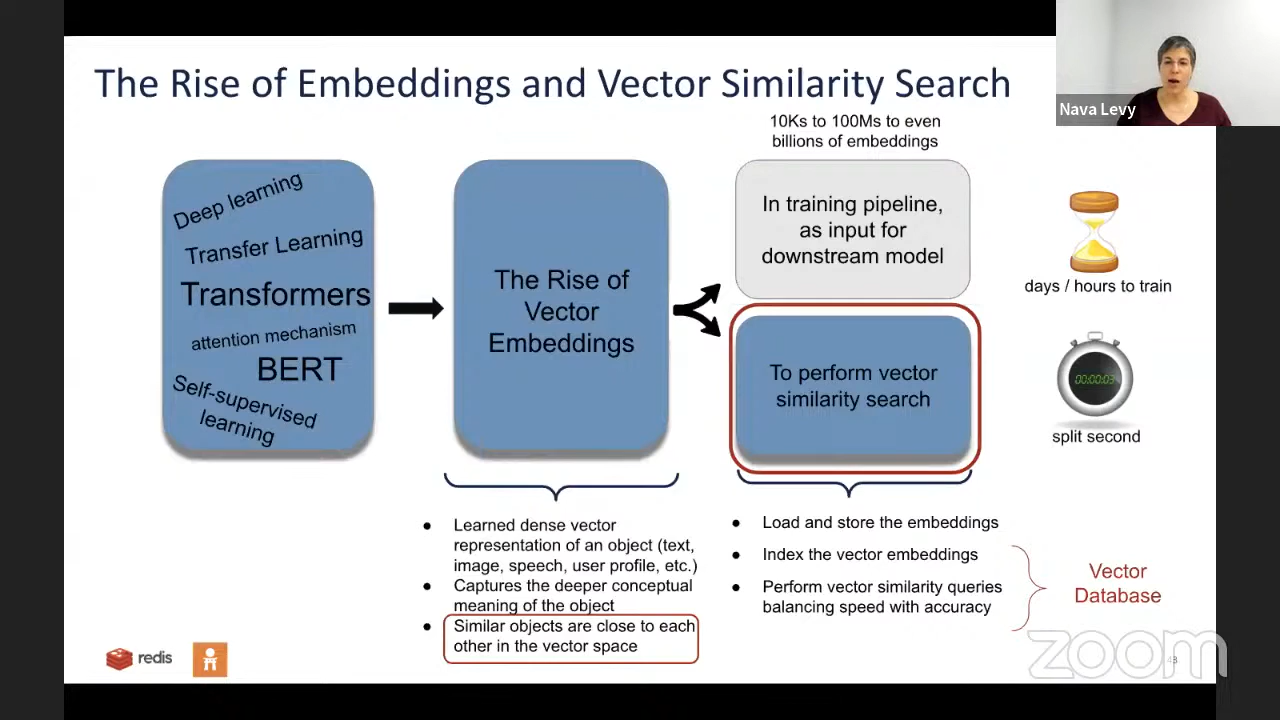 The Rise of Embeddings and Vector Similarity Search
Nava Levy
10Ks to 100Ms to even
billions of embeddings
Deep learning
Transfer Learning
Transformers
attention mechanism
BERT
Self-supervised
learning
The Rise of
Vector
Embeddings
In training pipeline,
as input for
downstream model
days / hours to train
To perform vector
similarity search
00:00:03
split second
● Learned dense vector
representation of an object (text,
image, speech, user profile, etc.)
● Captures the deeper conceptual
meaning of the object
● Similar objects are close to each
other in the vector space
● Load and store the embeddings
● Index the vector embeddings
● Perform vector similarity queries
balancing speed with accuracy
Vector
Database
redis
zoom